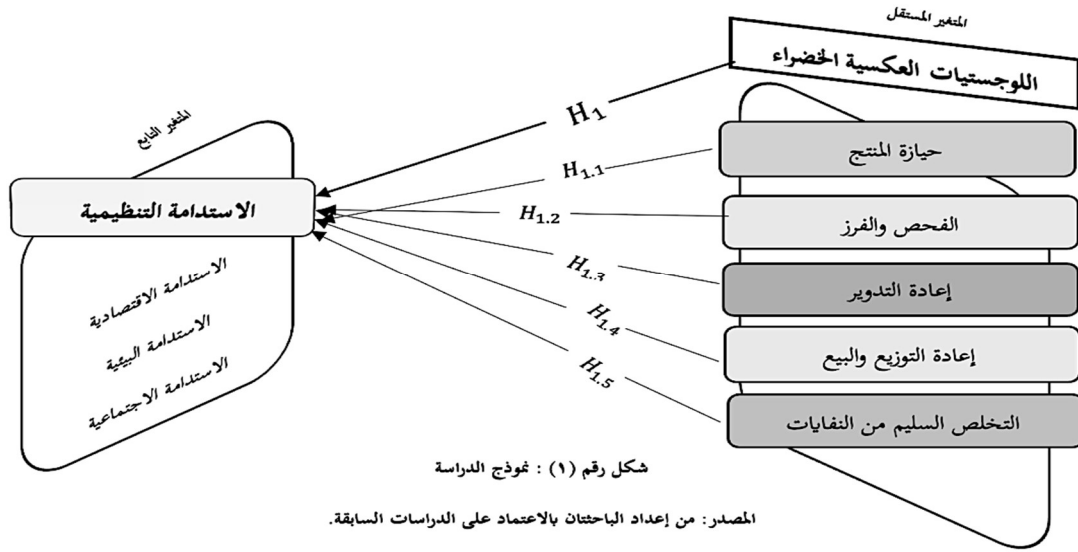 المتغير المستقل
اللوجستيات العكسية الخضراء
H1
حيازة المنتج
H1.1
الفحص والفرز
H1.2
إعادة التدوير
H1.3
إعادة التوزيع والبيع
H1.4
التخلص السليم من النفايات
H1.5
المتغير التابع
الاستدامة التنظيمية
الاستدامة الاقتصادية
الاستدامة البيئية
الاستدامة الاجتماعية
شكل رقم (١) : نموذج الدراسة
المصدر: من إعداد الباحثتان بالاعتماد على الدراسات السابقة.